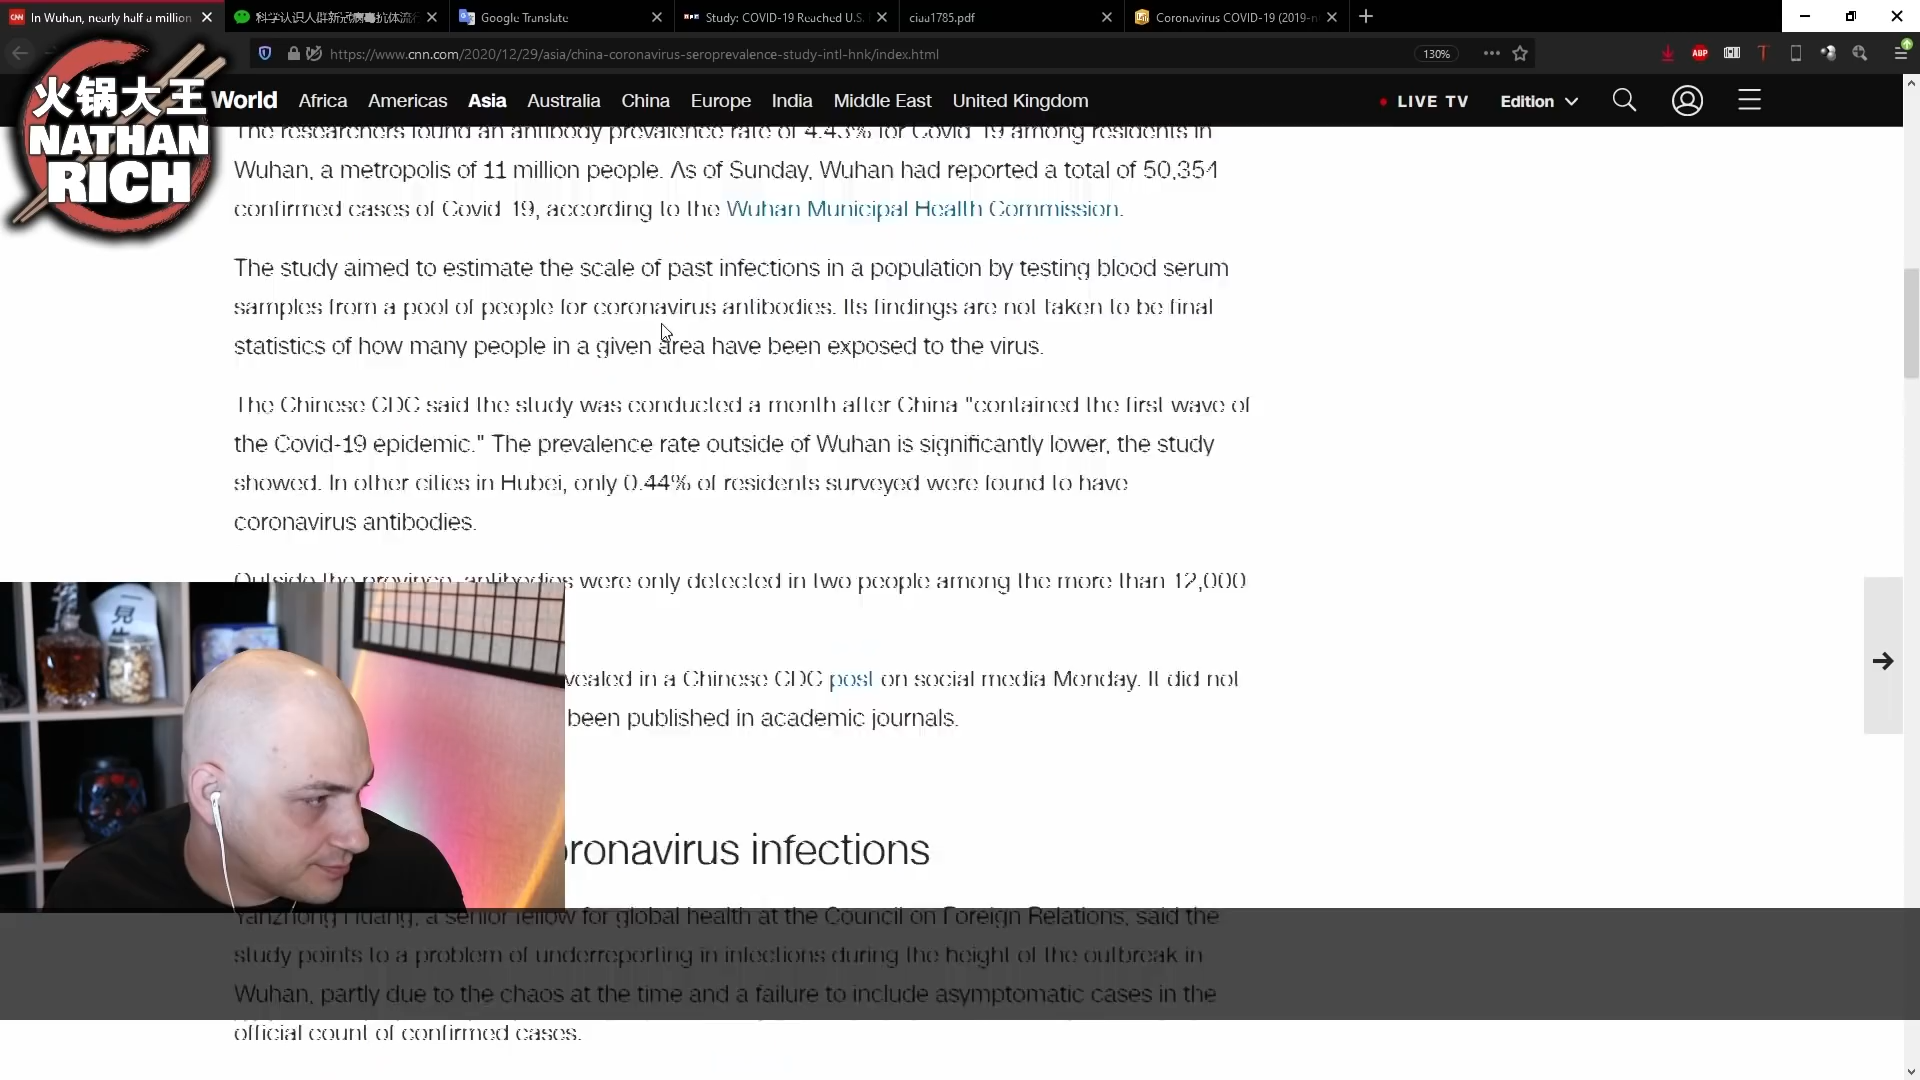 In Wuhan, nearly half a million
科学认识人群新冠病毒抗体流行
Google Translate
Study: COVID-19 Reached U.S.
ciaa1785.pdf
Coronavirus COVID-19 (2019-n
https://www.cnn.com/2020/12/29/asia/china-coronavirus-seroprevalence-study-intl-hnk/index.html
130%
ABP
火锅大王
NATHAN
RICH
World Africa Americas Asia Australia China Europe India Middle East United Kingdom
LIVE TV Edition
The researchers found an antibody prevalence rate of 4.43% for Covid-19 among residents in
Wuhan, a metropolis of 11 million people. As of Sunday, Wuhan had reported a total of 50,354
confirmed cases of Covid-19, according to the Wuhan Municipal Health Commission.
The study aimed to estimate the scale of past infections in a population by testing blood serum
samples from a pool of people for coronavirus antibodies. Its findings are not taken to be final
statistics of how many people in a given area have been exposed to the virus.
The Chinese CDC said the study was conducted a month after China "contained the first wave of
the Covid-19 epidemic." The prevalence rate outside of Wuhan is significantly lower, the study
showed. In other cities in Hubei, only 0.44% of residents surveyed were found to have
coronavirus antibodies.
Outside the province, antibodies were only detected in two people among the more than 12,000
vealed in a Chinese CDC post on social media Monday. It did not
been published in academic journals.
oronavirus infections
Yanzhong Huang, a senior fellow for global health at the Council on Foreign Relations, said the
study points to a problem of underreporting in infections during the height of the outbreak in
Wuhan, partly due to the chaos at the time and a failure to include asymptomatic cases in the
official count of confirmed cases.